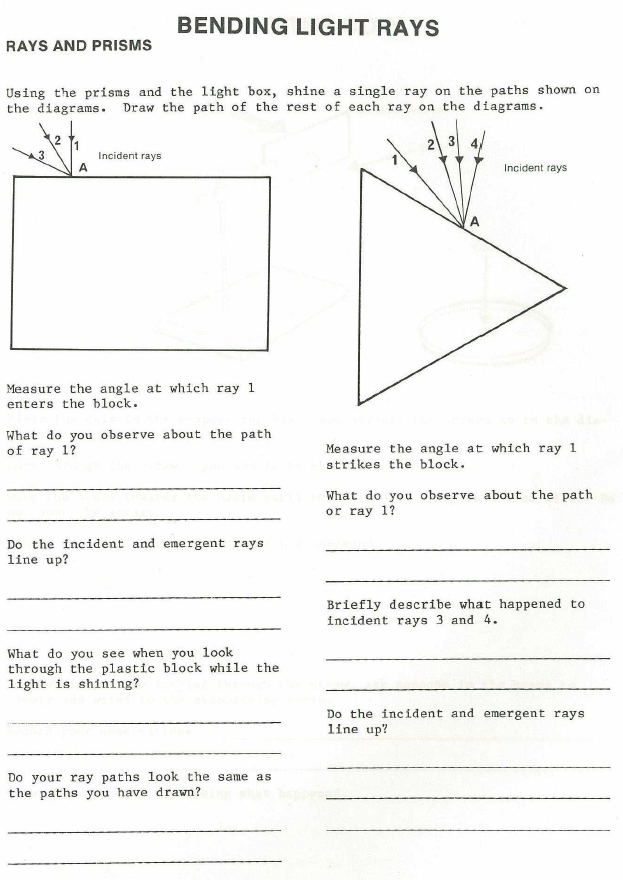 BENDING LIGHT RAYS
RAYS AND PRISMS
Using the prisms and the light box, shine a single ray on the paths shown on
the diagrams. Draw the path of the rest of each ray on the diagrams.
2
1
3
A
Incident rays
1
2
3
4
Incident rays
A
Measure the angle at which ray 1
enters the block.
What do you observe about the path
of ray 1?
Do the incident and emergent rays
line up?
What do you see when you look
through the plastic block while the
light is shining?
Do your ray paths look the same as
the paths you have drawn?
Measure the angle at which ray 1
strikes the block.
What do you observe about the path
or ray 1?
Briefly describe what happened to
incident rays 3 and 4.
Do the incident and emergent rays
line up?